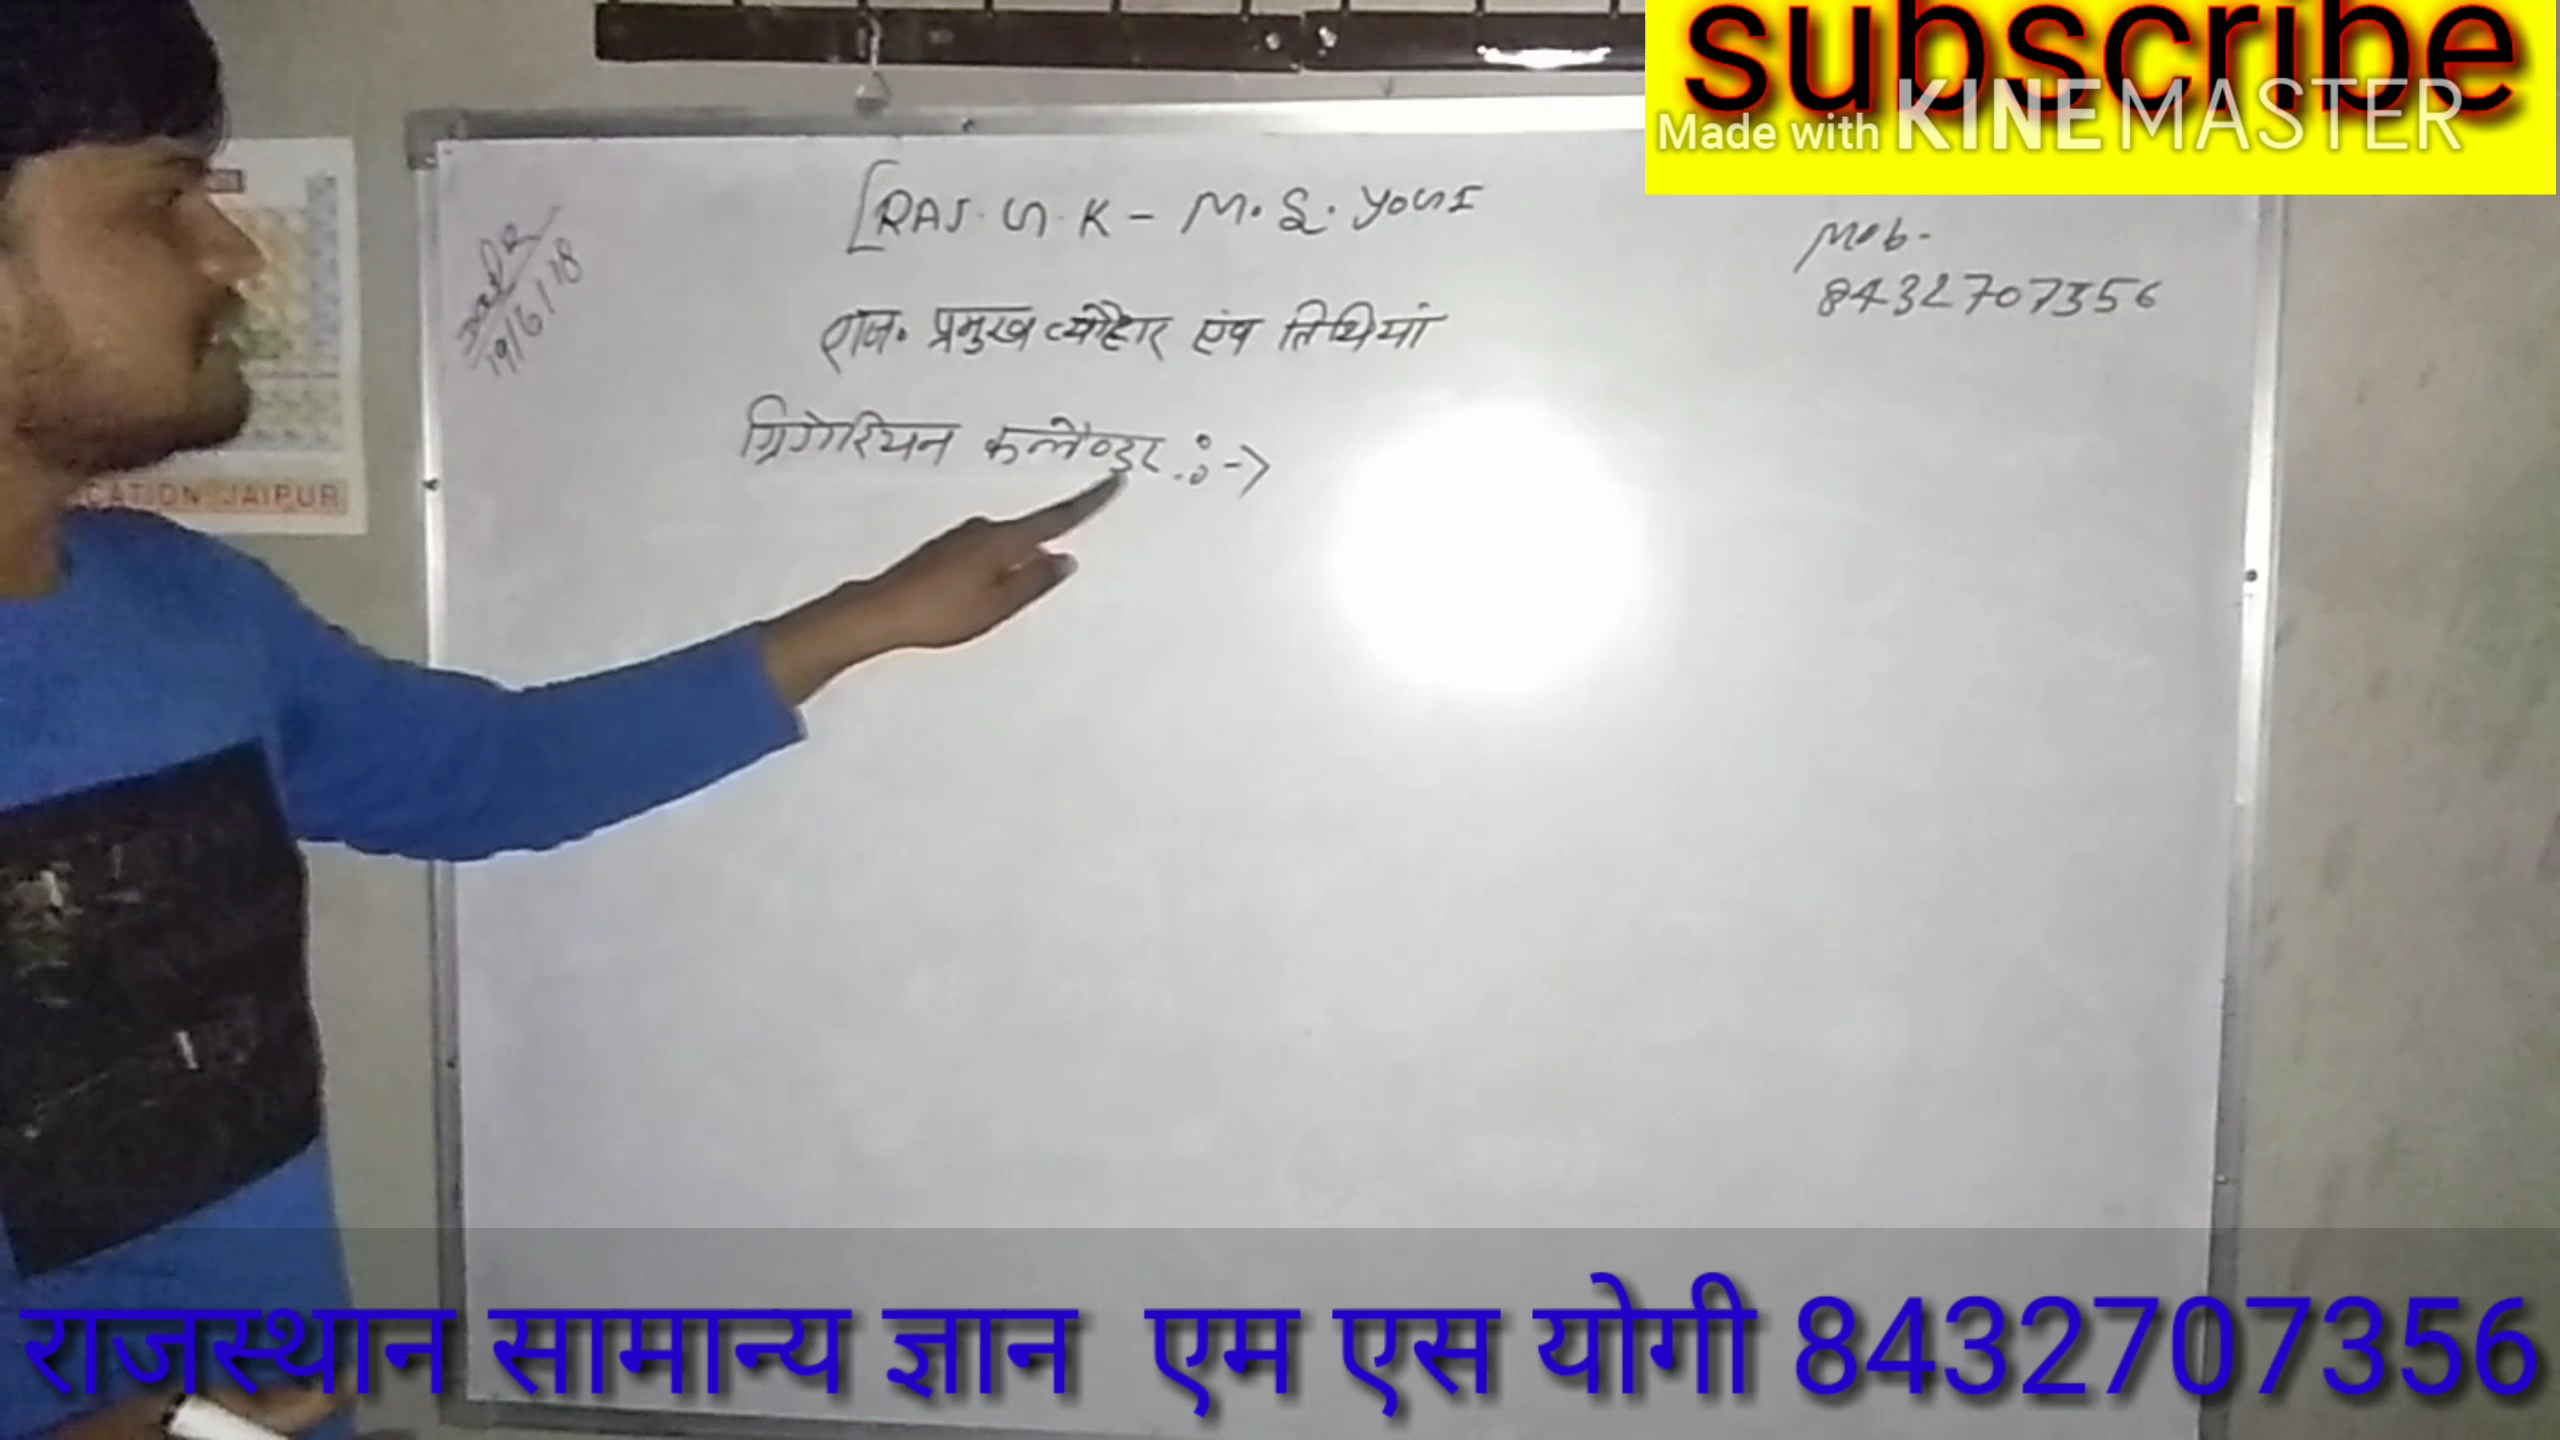 subscribe
Made with KINEMASTER
[RAJ. G. K - M. S. YOGI
Mob-
8432707356
19/6/18
राज. प्रमुख त्यौहार एंव तिथियां
ग्रिगेरियन कलैण्डर :->
CATION JAIPUR
राजस्थान सामान्य ज्ञान एम एस योगी 8432707356